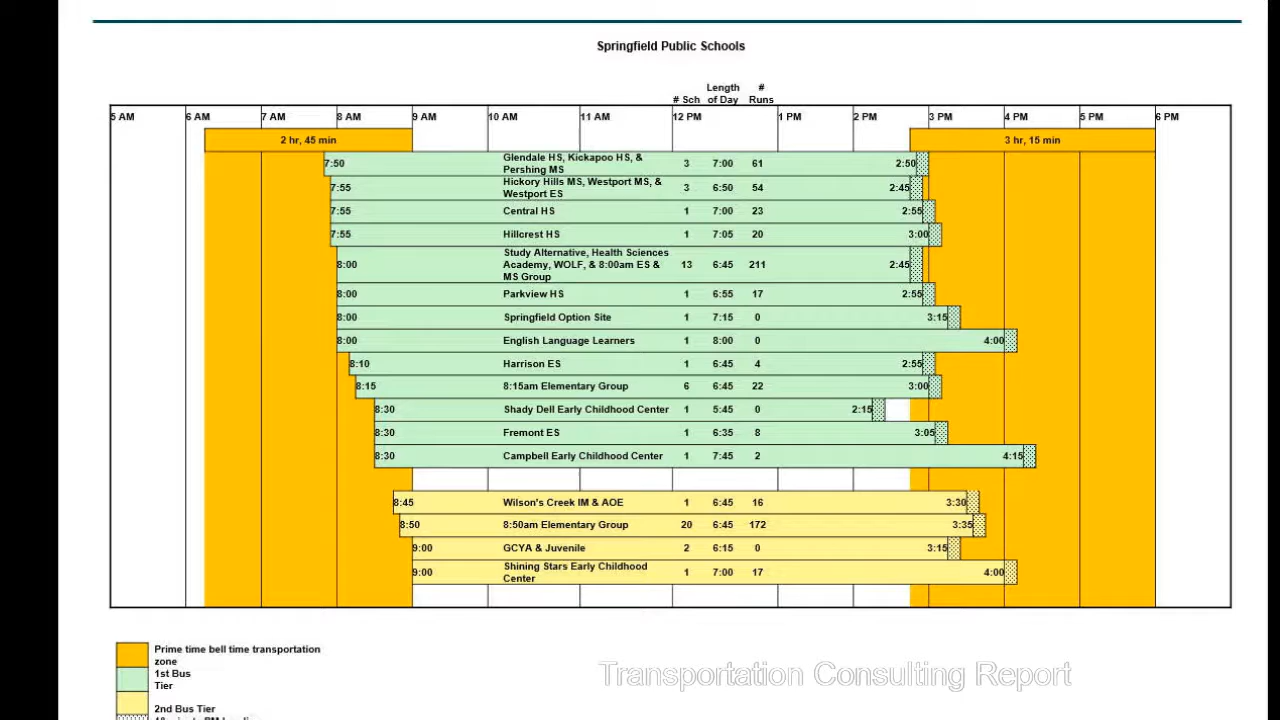 Springfield Public Schools
Length #
# Sch of Day Runs
5 AM 6 AM 7 AM 8 AM 9 AM 10 AM 11 AM 12 PM 1 PM 2 PM 3 PM 4 PM 5 PM 6 PM
2 hr, 45 min 3 hr, 15 min
7:50 Glendale HS, Kickapoo HS, & 3 7:00 61 2:50
Pershing MS
7:55 Hickory Hills MS, Westport MS, & 3 6:50 54 2:45
Westport ES
7:55 Central HS 1 7:00 23 2:55
7:55 Hillcrest HS 1 7:05 20 3:00
Study Alternative, Health Sciences
8:00 Academy, WOLF, & 8:00am ES & 13 6:45 211 2:45
MS Group
8:00 Parkview HS 1 6:55 17 2:55
8:00 Springfield Option Site 1 7:15 0 3:15
8:00 English Language Learners 1 8:00 0 4:00
8:10 Harrison ES 1 6:45 4 2:55
8:15 8:15am Elementary Group 6 6:45 22 3:00
8:30 Shady Dell Early Childhood Center 1 5:45 0 2:15
8:30 Fremont ES 1 6:35 8 3:05
8:30 Campbell Early Childhood Center 1 7:45 2 4:15
8:45 Wilson's Creek IM & AOE 1 6:45 16 3:30
8:50 8:50am Elementary Group 20 6:45 172 3:35
9:00 GCYA & Juvenile 2 6:15 0 3:15
9:00 Shining Stars Early Childhood 1 7:00 17 4:00
Center
Prime time bell time transportation
zone
1st Bus
Tier
2nd Bus Tier
Transportation Consulting Report